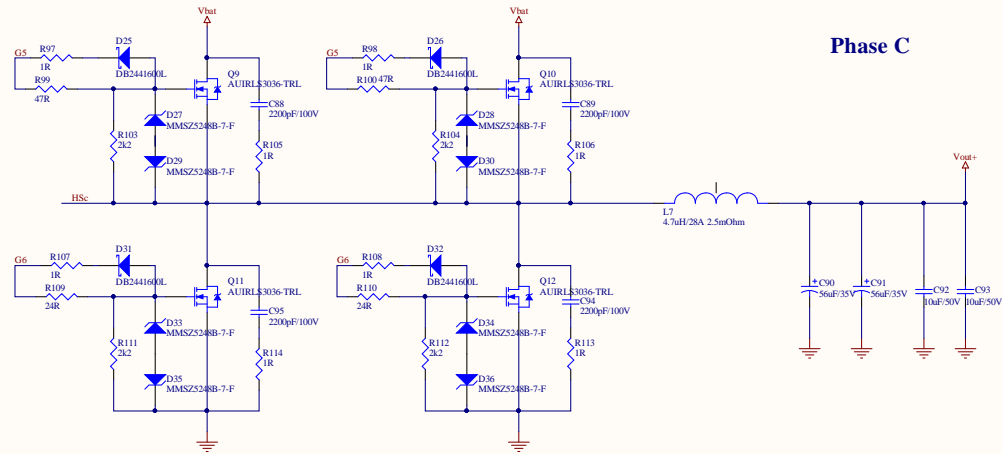 Phase C
Vbat
Vbat
G5
R97
1R
D25
DB2441600L
R99
47R
Q9
AUIRLS3036-TRL
C88
2200pF/100V
D27
MMSZ5248B-7-F
R103
2k2
D29
MMSZ5248B-7-F
R105
1R
G5
R98
1R
D26
DB2441600L
R100 47R
Q10
AUIRLS3036-TRL
C89
2200pF/100V
D28
MMSZ5248B-7-F
R104
2k2
D30
MMSZ5248B-7-F
R106
1R
HSc
L7
4.7uH/28A 2.5mOhm
Vout+
G6
R107
1R
D31
DB2441600L
R109
24R
Q11
AUIRLS3036-TRL
C95
2200pF/100V
D33
MMSZ5248B-7-F
R111
2k2
D35
MMSZ5248B-7-F
R114
1R
G6
R108
1R
D32
DB2441600L
R110
24R
Q12
AUIRLS3036-TRL
C94
2200pF/100V
D34
MMSZ5248B-7-F
R112
2k2
D36
MMSZ5248B-7-F
R113
1R
C90
56uF/35V
C91
56uF/35V
C92
10uF/50V
C93
10uF/50V